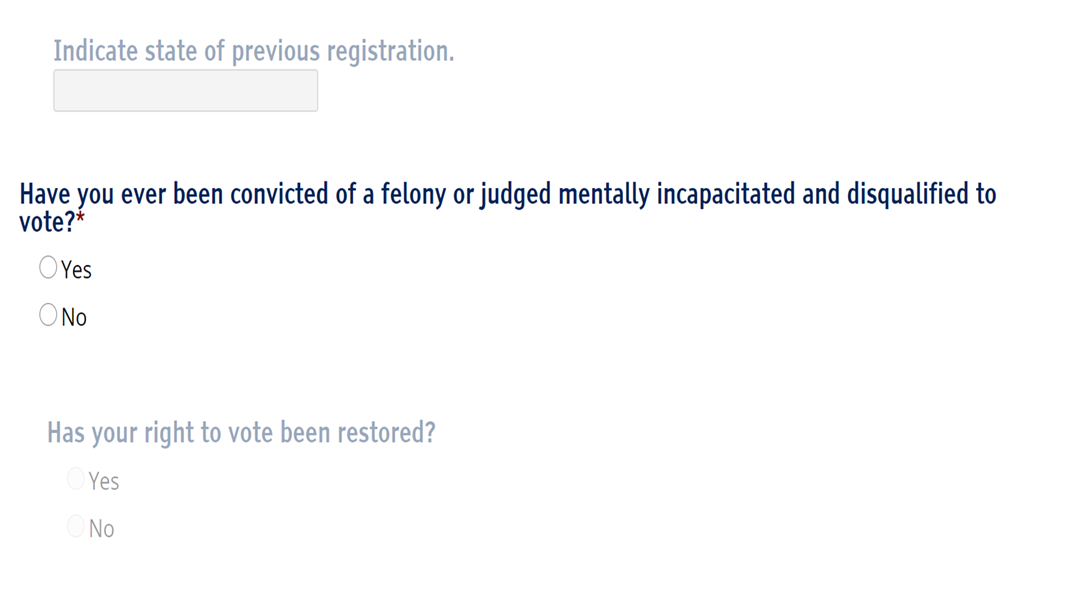 Indicate state of previous registration.
Have you ever been convicted of a felony or judged mentally incapacitated and disqualified to
vote?*
Yes
No
Has your right to vote been restored?
Yes
No